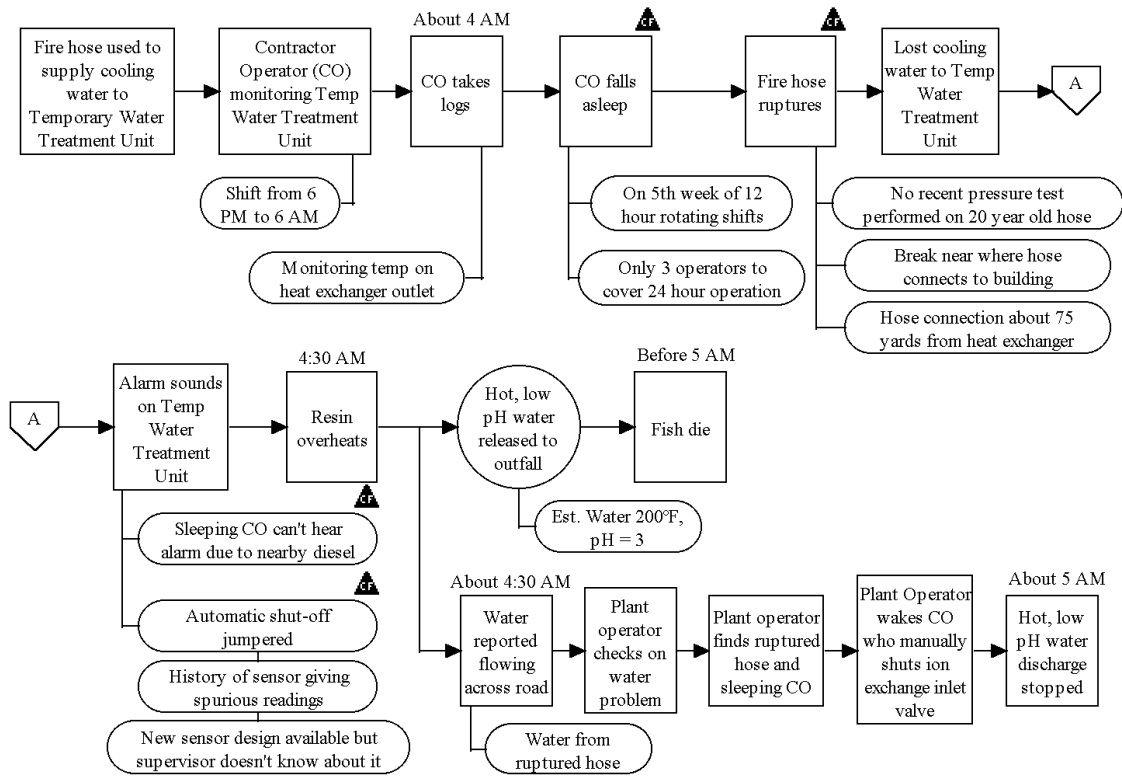 Fire hose used to
supply cooling
water to
Temporary Water
Treatment Unit
Contractor
Operator (CO)
monitoring Temp
Water Treatment
Unit
Shift from 6
PM to 6 AM
About 4 AM
CO takes
logs
Monitoring temp on
heat exchanger outlet
CF
CO falls
asleep
On 5th week of 12
hour rotating shifts
Only 3 operators to
cover 24 hour operation
CF
Fire hose
ruptures
No recent pressure test
performed on 20 year old hose
Break near where hose
connects to building
Hose connection about 75
yards from heat exchanger
Lost cooling
water to Temp
Water
Treatment
Unit
A
A
Alarm sounds
on Temp
Water
Treatment
Unit
CF
Sleeping CO can't hear
alarm due to nearby diesel
CF
Automatic shut-off
jumpered
History of sensor giving
spurious readings
New sensor design available but
supervisor doesn't know about it
4:30 AM
Resin
overheats
Hot, low
pH water
released to
outfall
Est. Water 200°F,
pH = 3
Before 5 AM
Fish die
About 4:30 AM
Water
reported
flowing
across road
Water from
ruptured hose
Plant
operator
checks on
water
problem
Plant operator
finds ruptured
hose and
sleeping CO
Plant Operator
wakes CO
who manually
shuts ion
exchange inlet
valve
About 5 AM
Hot, low
pH water
discharge
stopped